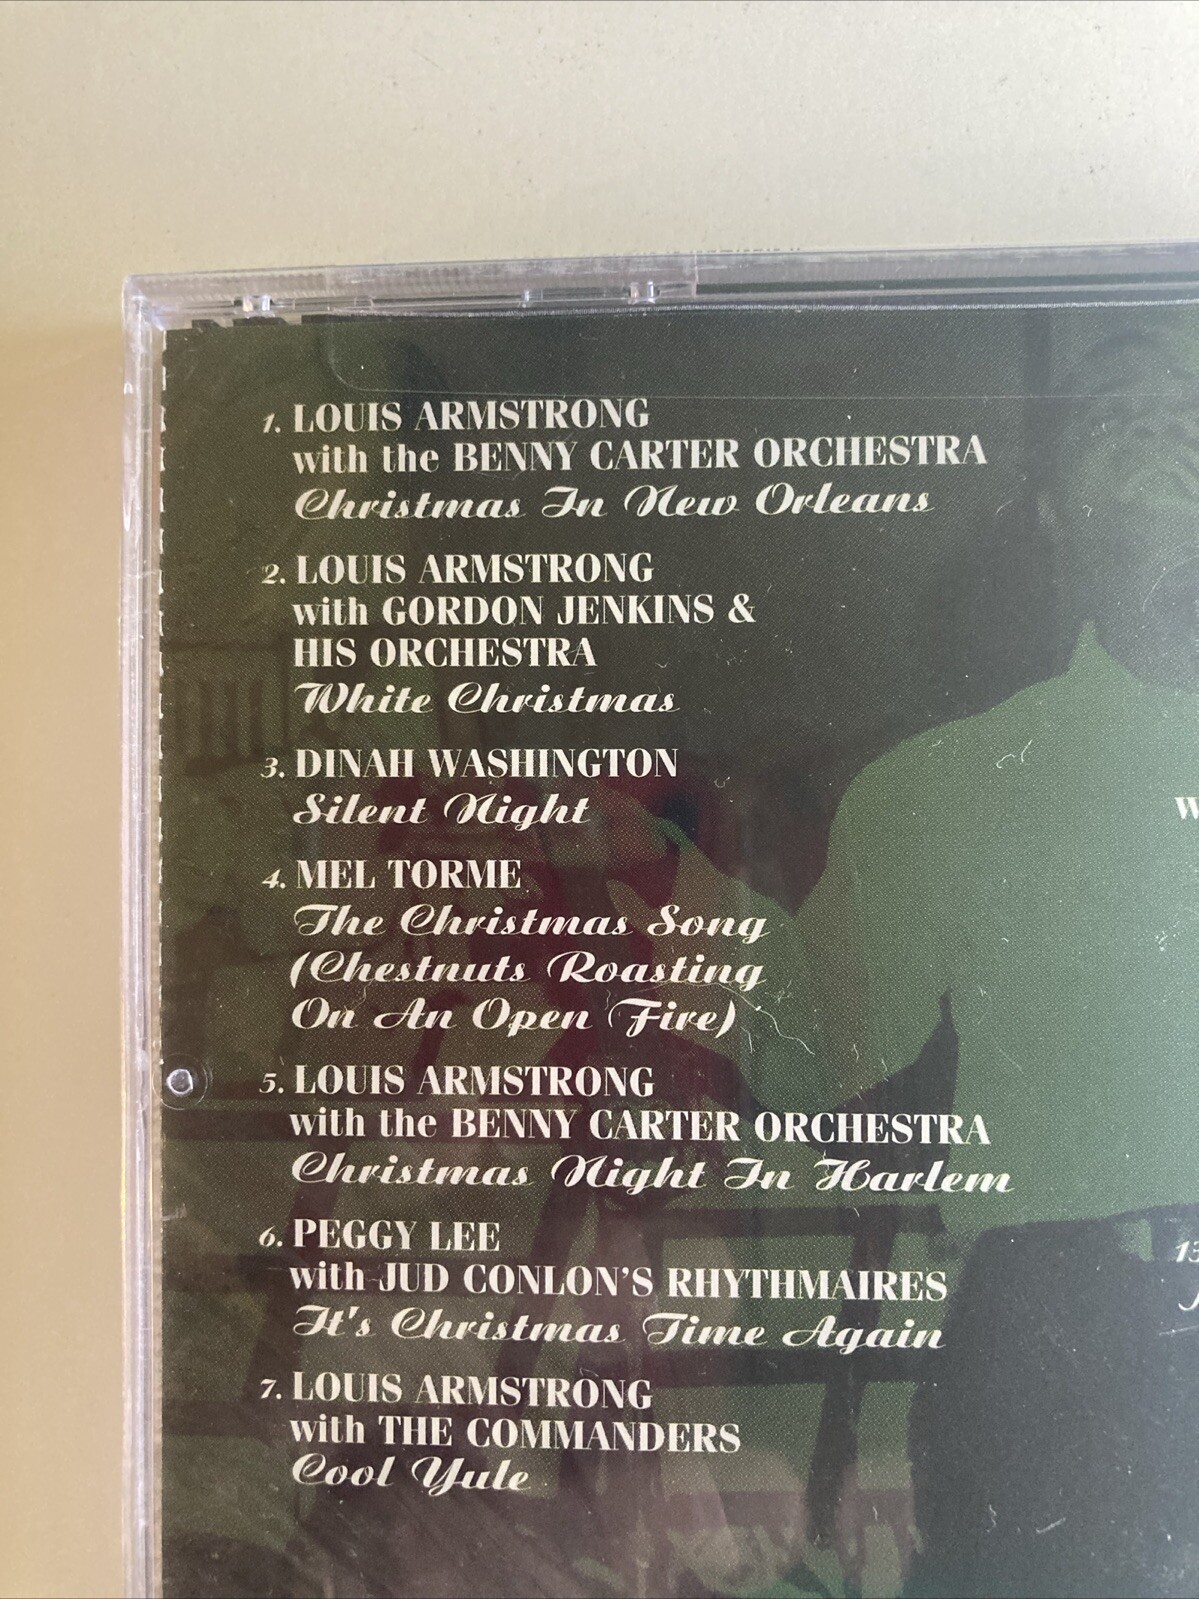 1. LOUIS ARMSTRONG
with the BENNY CARTER ORCHESTRA
Christmas In New Orleans
2. LOUIS ARMSTRONG
with GORDON JENKINS &
HIS ORCHESTRA
White Christmas
3. DINAH WASHINGTON
Silent Night
4. MEL TORME
The Christmas Song
(Chestnuts Roasting
On An Open Fire)
5. LOUIS ARMSTRONG
with the BENNY CARTER ORCHESTRA
Christmas Night In Harlem
6. PEGGY LEE
with JUD CONLON'S RHYTHMAIRES
It's Christmas Time Again
7. LOUIS ARMSTRONG
with THE COMMANDERS
Cool Yule
13